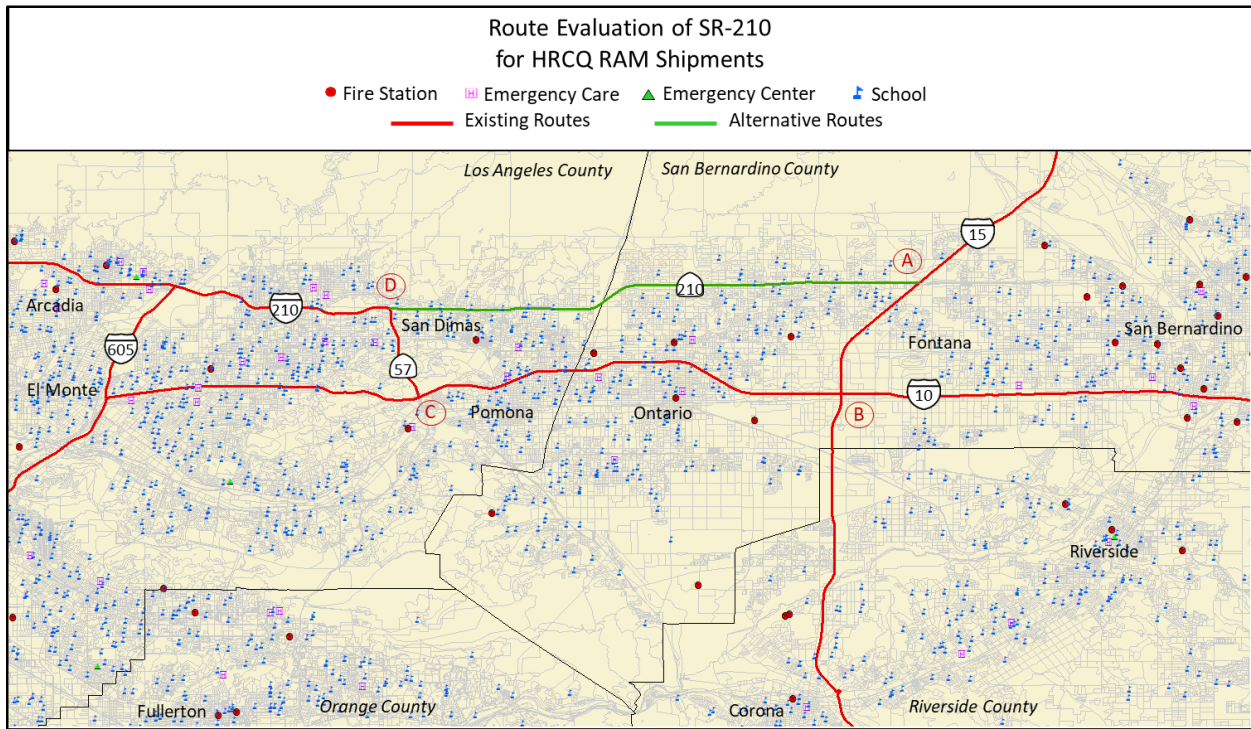 Route Evaluation of SR-210
for HRCQ RAM Shipments
Fire Station
H Emergency Care
Emergency Center
School
Existing Routes
Alternative Routes
Los Angeles County
San Bernardino County
15
A
D
210
210
Arcadia
San Dimas
San Bernardino
605
57
Fontana
El Monte
10
C
Pomona
Ontario
B
Riverside
Fullerton
Orange County
Corona
Riverside County